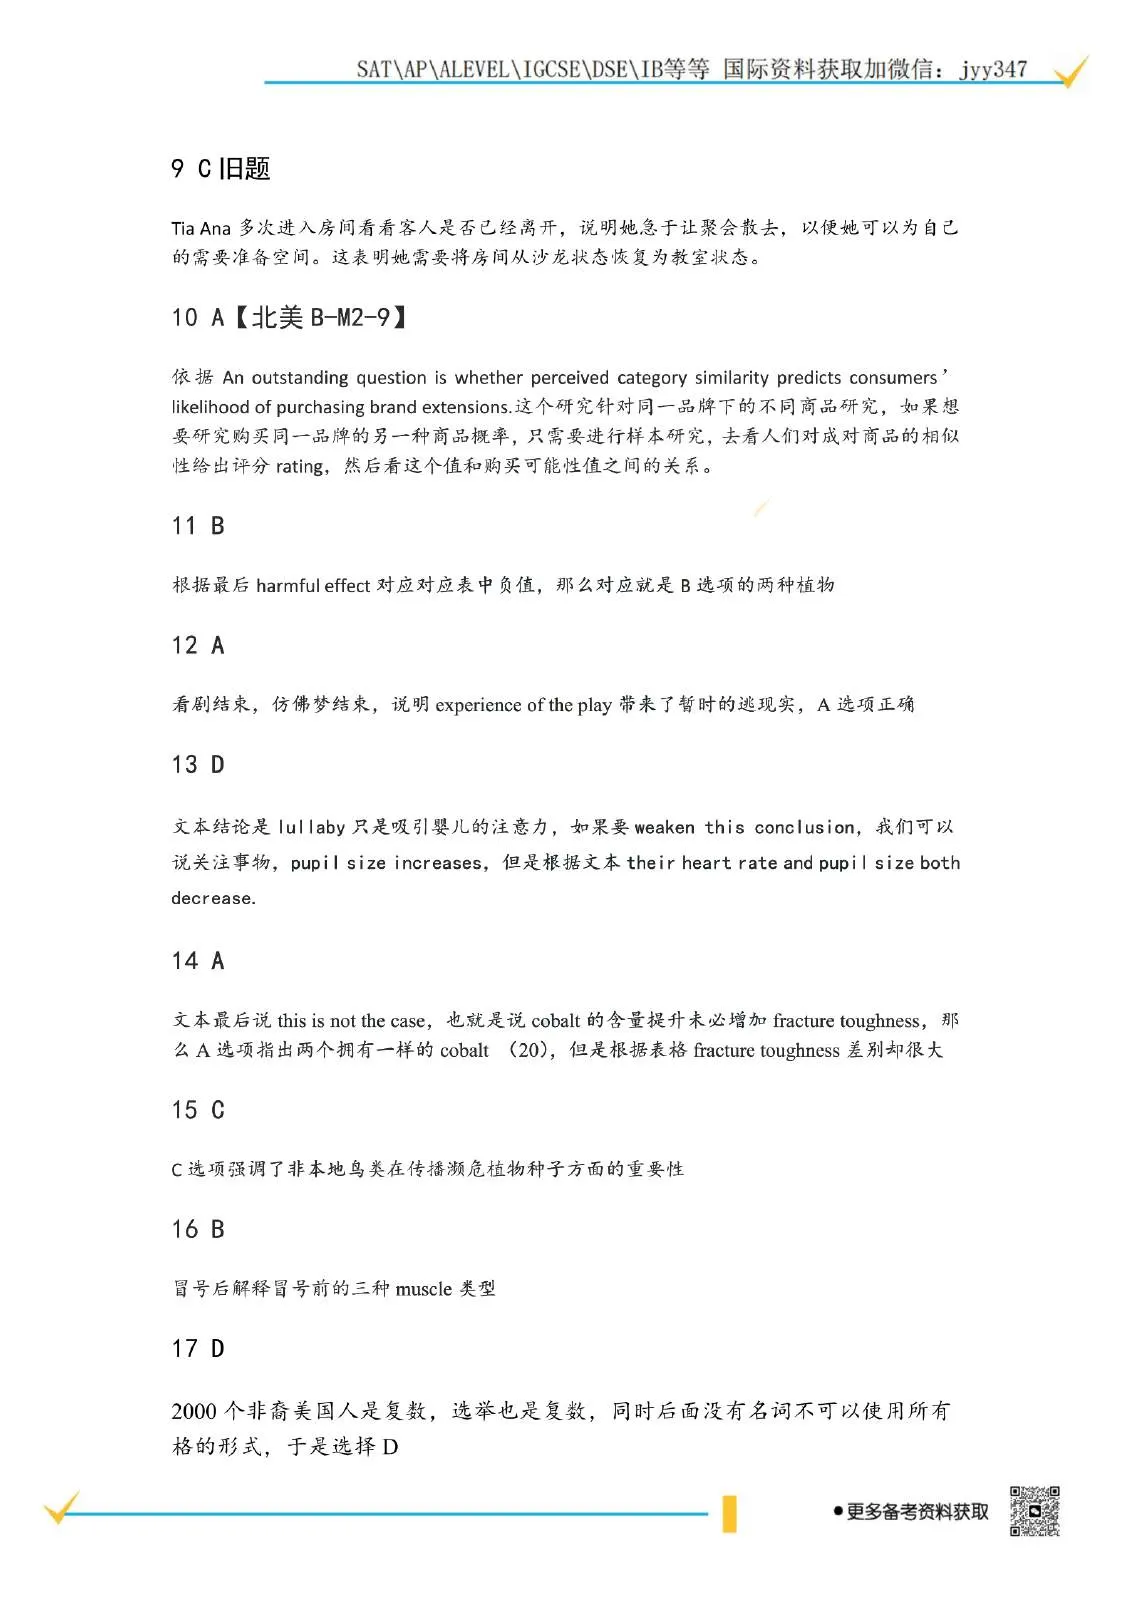 SAT\AP\ALEVEL\IGCSE\DSE\IB等等 国际资料获取加微信：jyy347
9 C旧题
Tia Ana 多次进入房间看看客人是否已经离开，说明她急于让聚会散去，以便她可以为自己
的需要准备空间。这表明她需要将房间从沙龙状态恢复为教室状态。
10 A【北美 B-M2-9】
依据 An outstanding question is whether perceived category similarity predicts consumers’
likelihood of purchasing brand extensions.这个研究针对同一品牌下的不同商品研究，如果想
要研究购买同一品牌的另一种商品概率，只需要进行样本研究，去看人们对成对商品的相似
性给出评分 rating，然后看这个值和购买可能性值之间的关系。
11 B
根据最后 harmful effect 对应对应表中负值，那么对应就是 B 选项的两种植物
12 A
看剧结束，仿佛梦结束，说明 experience of the play 带来了暂时的逃现实，A 选项正确
13 D
文本结论是 lullaby 只是吸引婴儿的注意力，如果要 weaken this conclusion，我们可以
说关注事物，pupil size increases，但是根据文本 their heart rate and pupil size both
decrease.
14 A
文本最后说 this is not the case，也就是说 cobalt 的含量提升未必增加 fracture toughness，那
么 A 选项指出两个拥有一样的 cobalt （20），但是根据表格 fracture toughness 差别却很大
15 C
C 选项强调了非本地鸟类在传播濒危植物种子方面的重要性
16 B
冒号后解释冒号前的三种 muscle 类型
17 D
2000 个非裔美国人是复数，选举也是复数，同时后面没有名词不可以使用所有
格的形式，于是选择 D
●更多备考资料获取